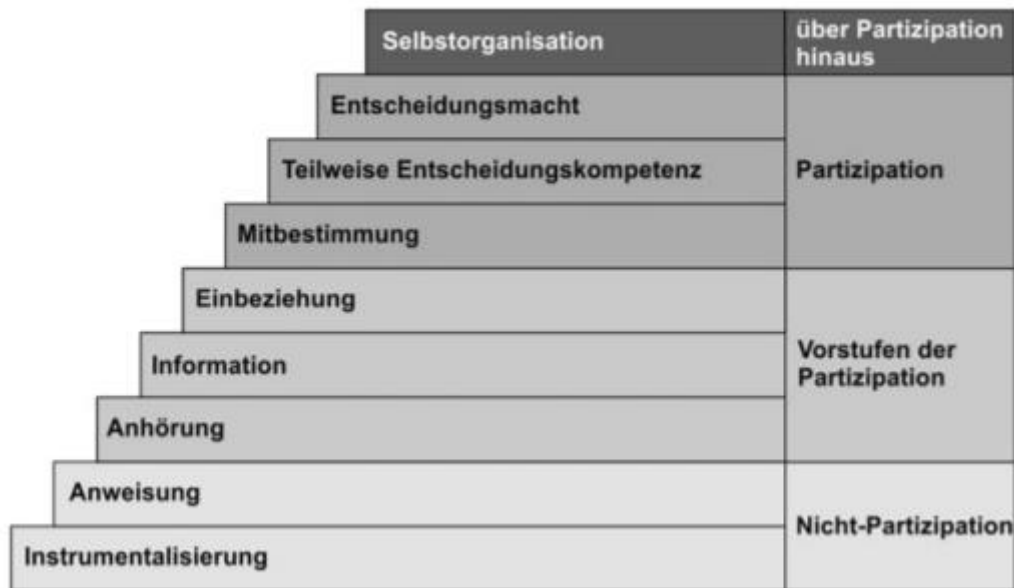 Selbstorganisation
über Partizipation
hinaus
Entscheidungsmacht
Teilweise Entscheidungskompetenz
Partizipation
Mitbestimmung
Einbeziehung
Information
Vorstufen der
Partizipation
Anhörung
Anweisung
Nicht-Partizipation
Instrumentalisierung